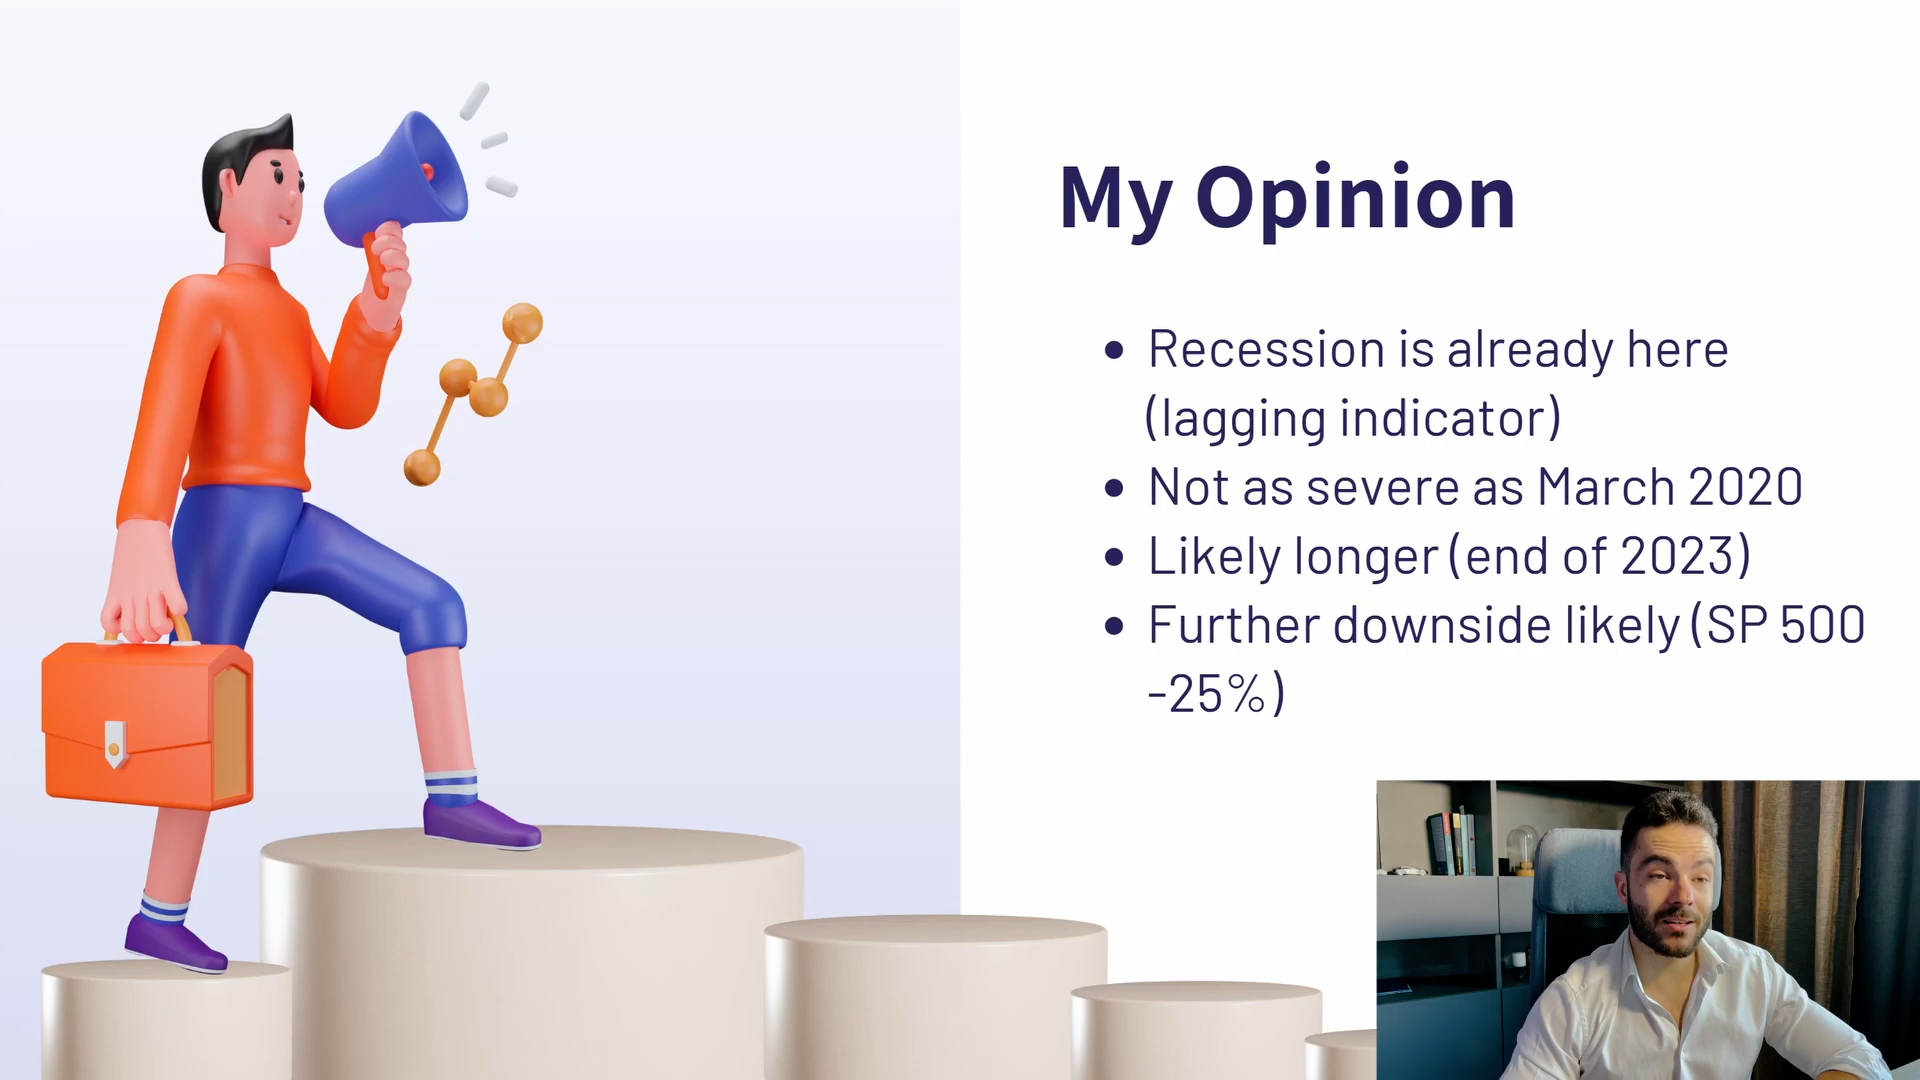 My Opinion
• Recession is already here
(lagging indicator)
• Not as severe as March 2020
• Likely longer (end of 2023)
• Further downside likely (SP 500
-25%)